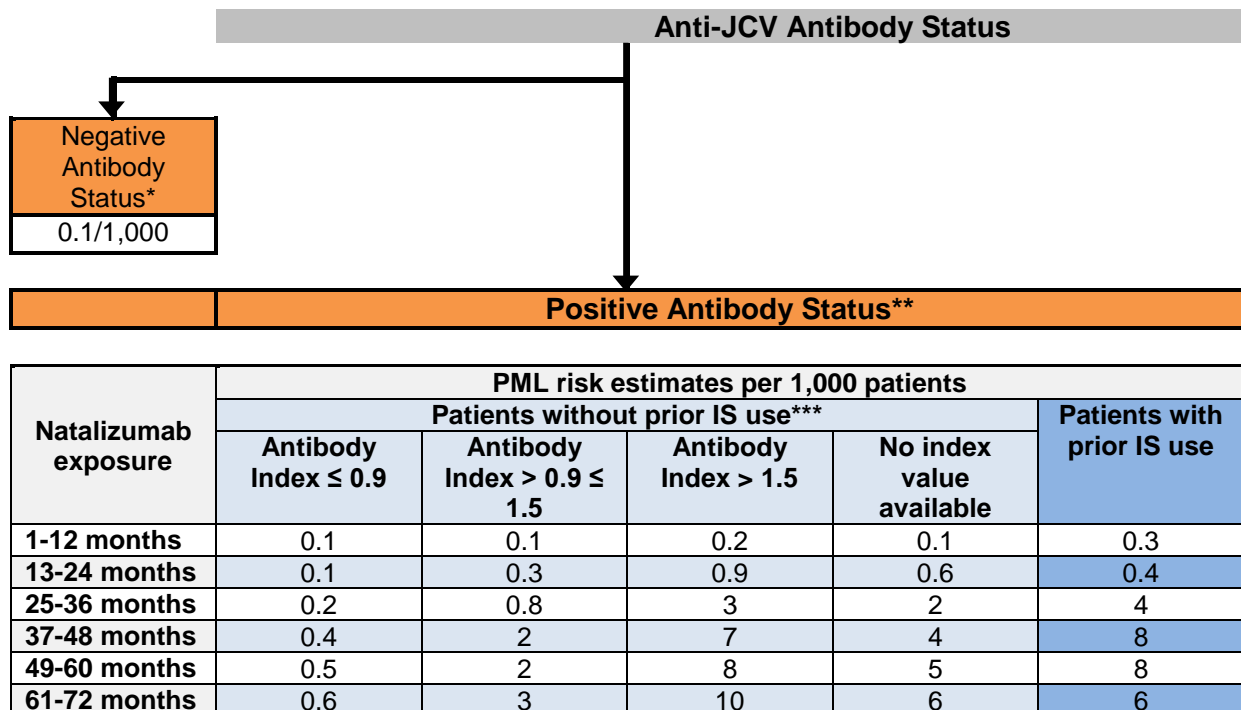 Anti-JCV Antibody Status
Negative
Antibody
Status*
0.1/1,000
Positive Antibody Status**
Natalizumab
exposure
PML risk estimates per 1,000 patients
Patients without prior IS use***
Patients with
prior IS use
Antibody
Index ≤ 0.9
Antibody
Index > 0.9 ≤
1.5
Antibody
Index > 1.5
No index
value
available
1-12 months 0.1 0.1 0.2 0.1 0.3
13-24 months 0.1 0.3 0.9 0.6 0.4
25-36 months 0.2 0.8 3 2 4
37-48 months 0.4 2 7 4 8
49-60 months 0.5 2 8 5 8
61-72 months 0.6 3 10 6 6